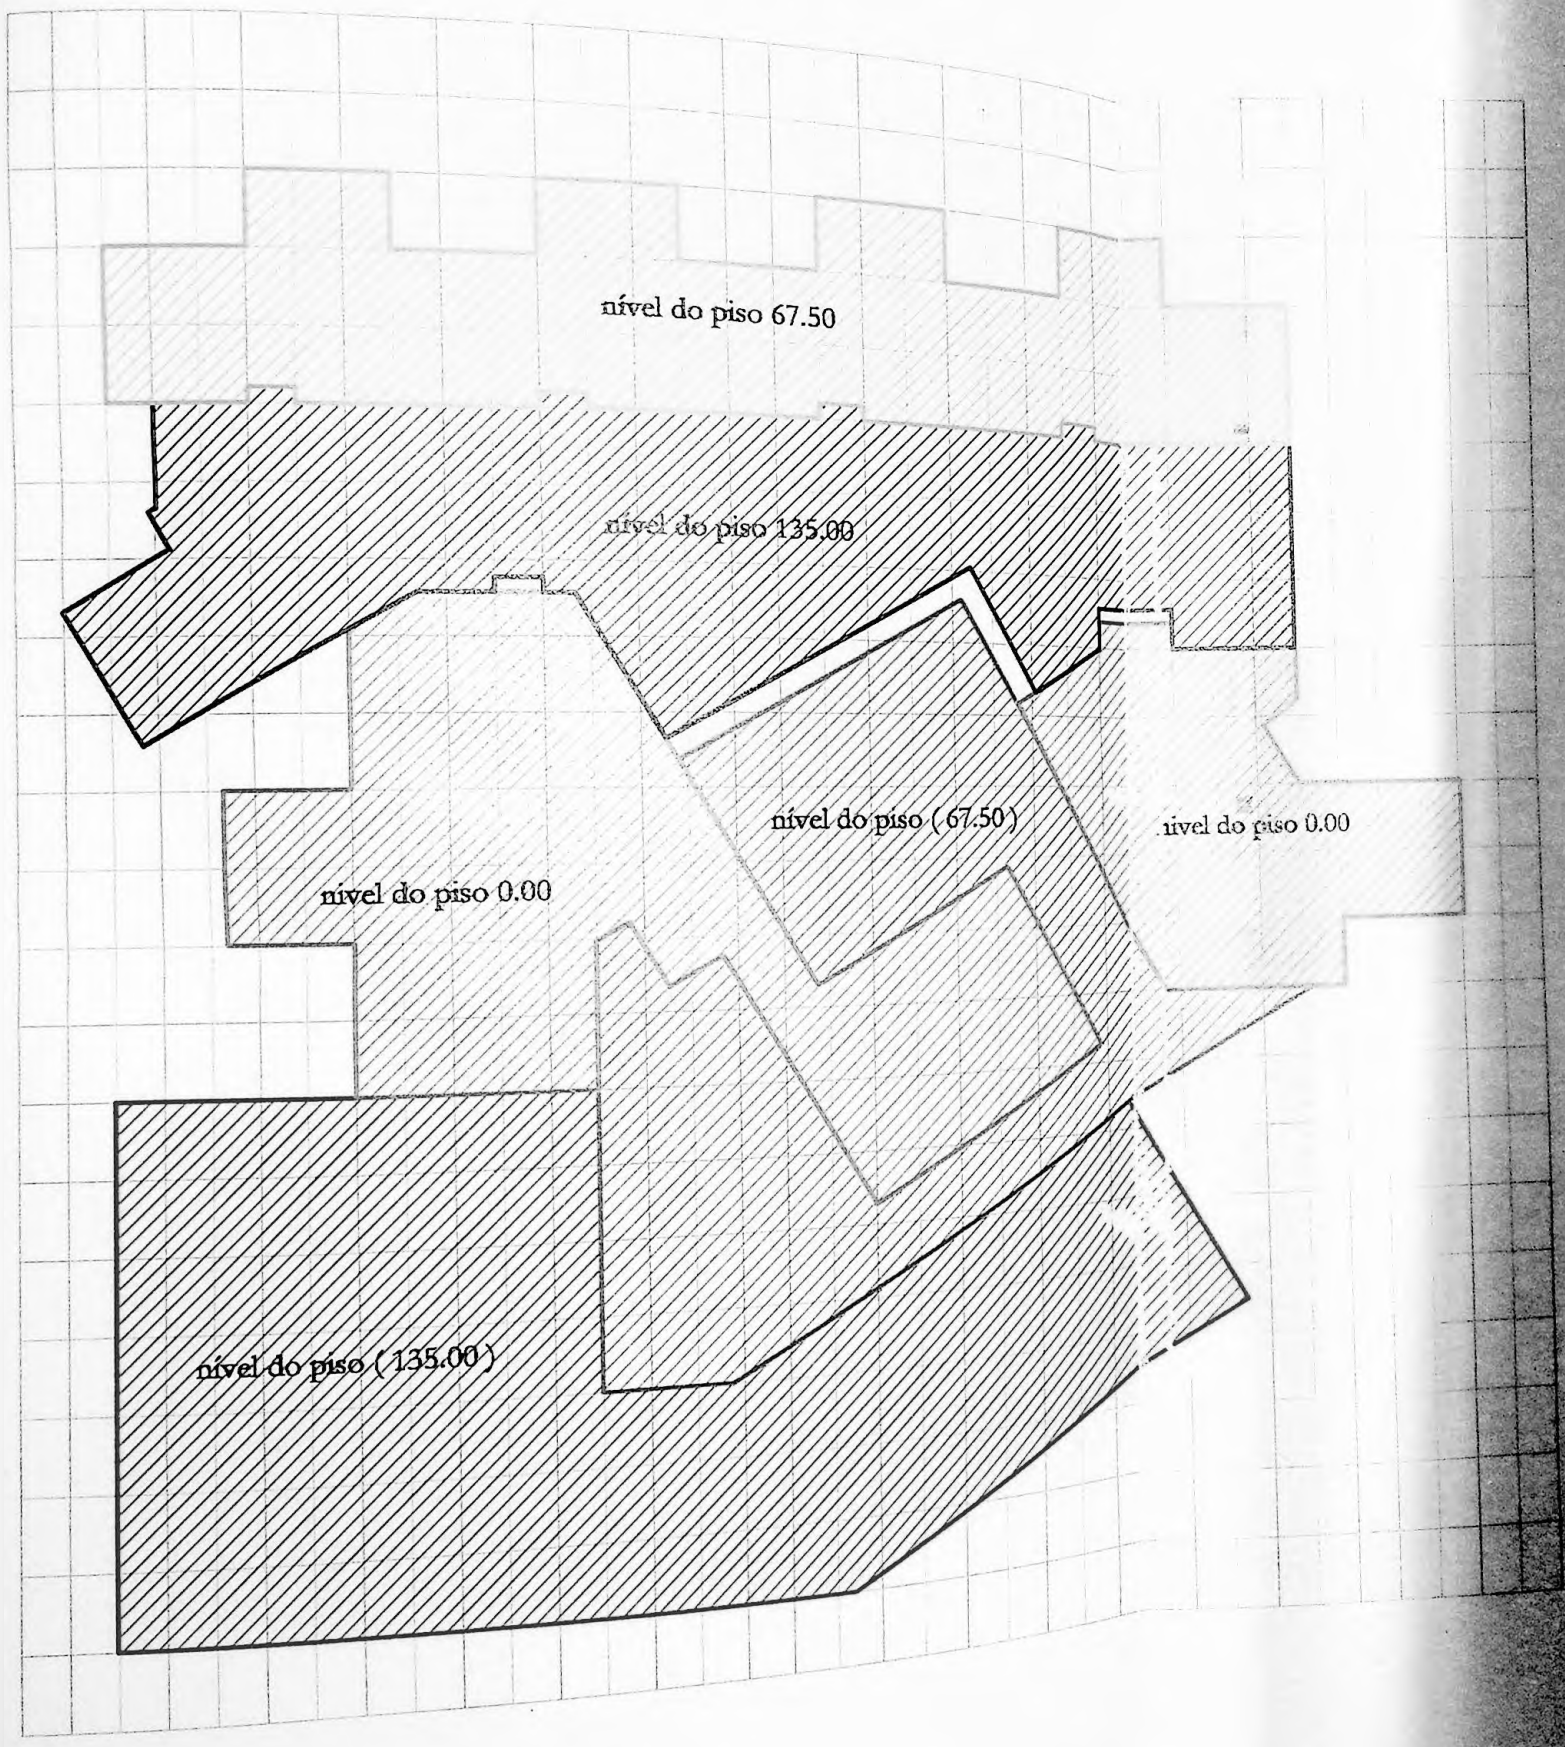 nível do piso 67.50
nível do piso 135.00
nível do piso ( 67.50 )
nivel do piso 0.00
nível do piso 0.00
nível do piso ( 135.00 )